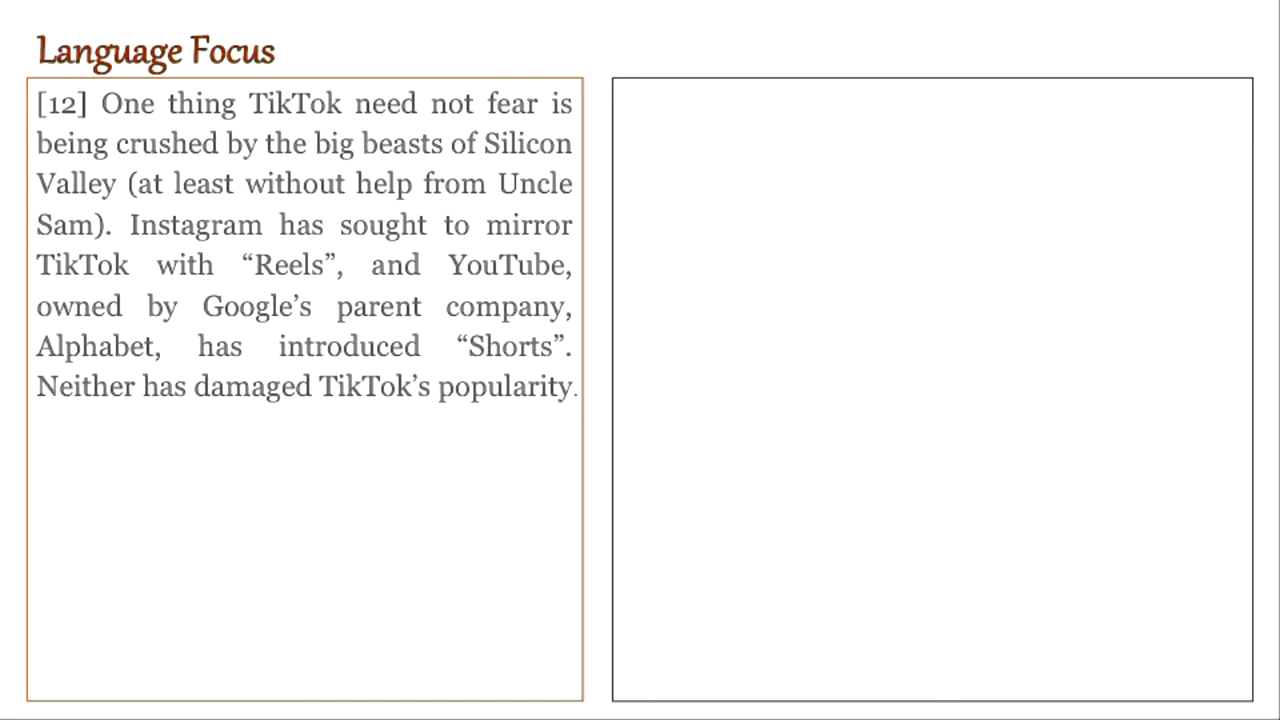 Language Focus
[12] One thing TikTok need not fear is
being crushed by the big beasts of Silicon
Valley (at least without help from Uncle
Sam). Instagram has sought to mirror
TikTok with “Reels”, and YouTube,
owned by Google’s parent company,
Alphabet, has introduced “Shorts”.
Neither has damaged TikTok’s popularity.